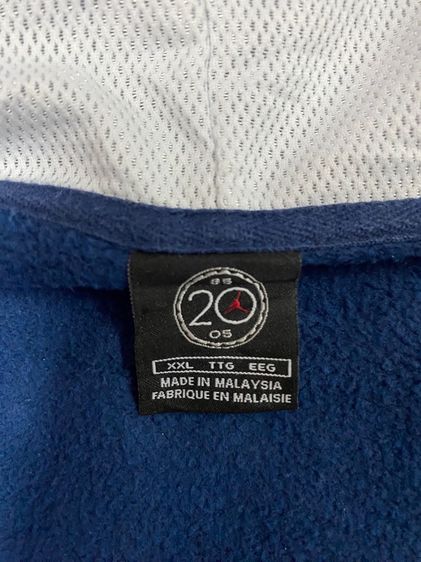 85
20
05
XXL TTG EEG
MADE IN MALAYSIA
FABRIQUE EN MALAISIE